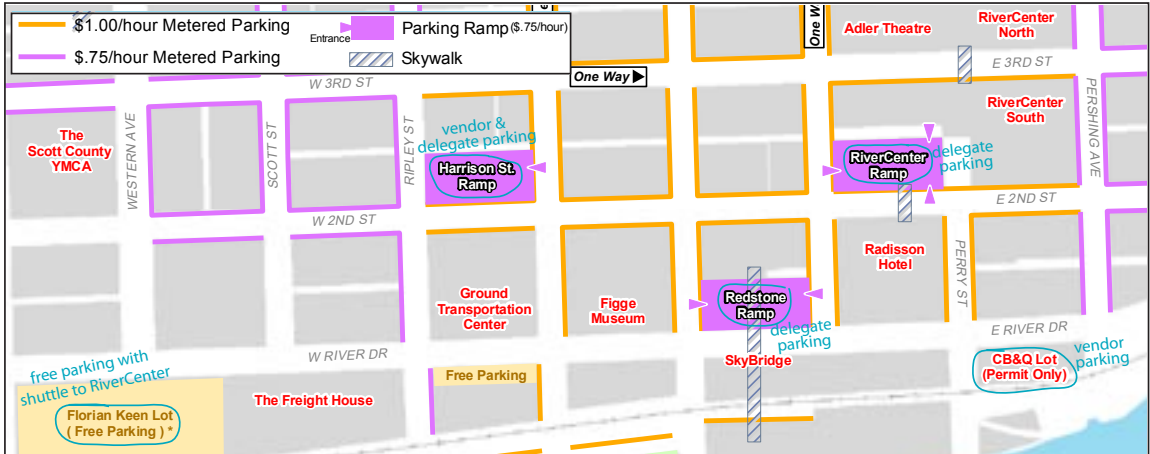 $1.00/hour Metered Parking
$.75/hour Metered Parking
Entrance
Parking Ramp ($.75/hour)
Skywalk
One W
One Way
Adler Theatre
RiverCenter
North
E 3RD ST
W 3RD ST
RiverCenter
South
PERSHING AVE
The
Scott County
YMCA
WESTERN AVE
SCOTT ST
RIPLEY ST
vendor &
delegate parking
Harrison St.
Ramp
RiverCenter
Ramp
delegate
parking
W 2ND ST
E 2ND ST
Radisson
Hotel
PERRY ST
Ground
Transportation
Center
Figge
Museum
Redstone
Ramp
delegate
parking
SkyBridge
E RIVER DR
W RIVER DR
CB&Q Lot
(Permit Only)
vendor
parking
free parking with
shuttle to RiverCenter
Florian Keen Lot
( Free Parking ) *
The Freight House
Free Parking